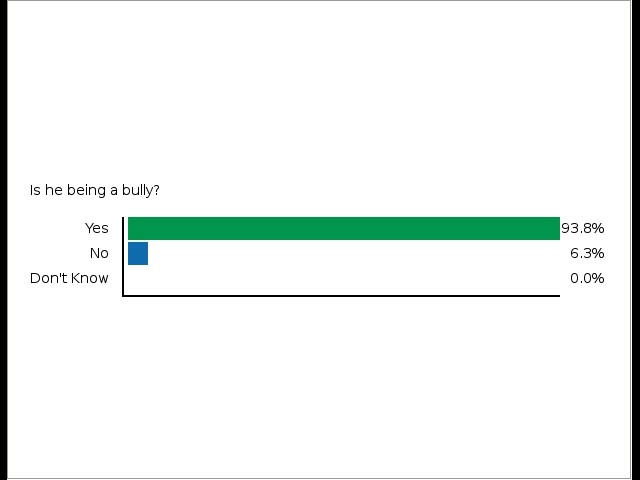 Is he being a bully?
Yes 93.8%
No 6.3%
Don't Know 0.0%